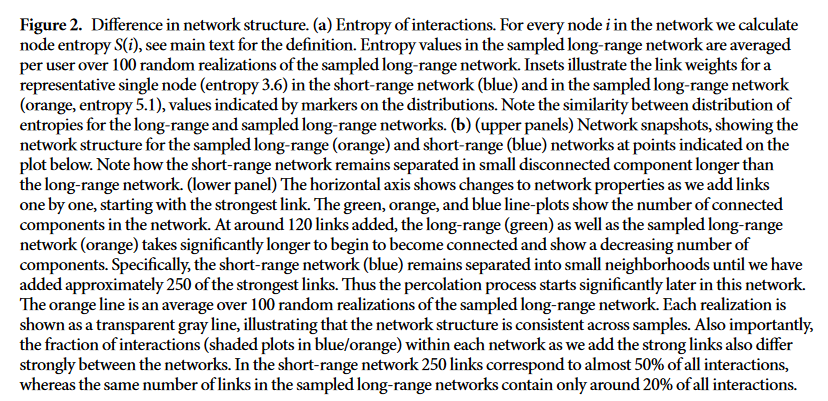 Figure 2. Difference in network structure. (a) Entropy of interactions. For every node i in the network we calculate
node entropy S(i), see main text for the definition. Entropy values in the sampled long-range network are averaged
per user over 100 random realizations of the sampled long-range network. Insets illustrate the link weights for a
representative single node (entropy 3.6) in the short-range network (blue) and in the sampled long-range network
(orange, entropy 5.1), values indicated by markers on the distributions. Note the similarity between distribution of
entropies for the long-range and sampled long-range networks. (b) (upper panels) Network snapshots, showing the
network structure for the sampled long-range (orange) and short-range (blue) networks at points indicated on the
plot below. Note how the short-range network remains separated in small disconnected component longer than
the long-range network. (lower panel) The horizontal axis shows changes to network properties as we add links
one by one, starting with the strongest link. The green, orange, and blue line-plots show the number of connected
components in the network. At around 120 links added, the long-range (green) as well as the sampled long-range
network (orange) takes significantly longer to begin to become connected and show a decreasing number of
components. Specifically, the short-range network (blue) remains separated into small neighborhoods until we have
added approximately 250 of the strongest links. Thus the percolation process starts significantly later in this network.
The orange line is an average over 100 random realizations of the sampled long-range network. Each realization is
shown as a transparent gray line, illustrating that the network structure is consistent across samples. Also importantly,
the fraction of interactions (shaded plots in blue/orange) within each network as we add the strong links also differ
strongly between the networks. In the short-range network 250 links correspond to almost 50% of all interactions,
whereas the same number of links in the sampled long-range networks contain only around 20% of all interactions.